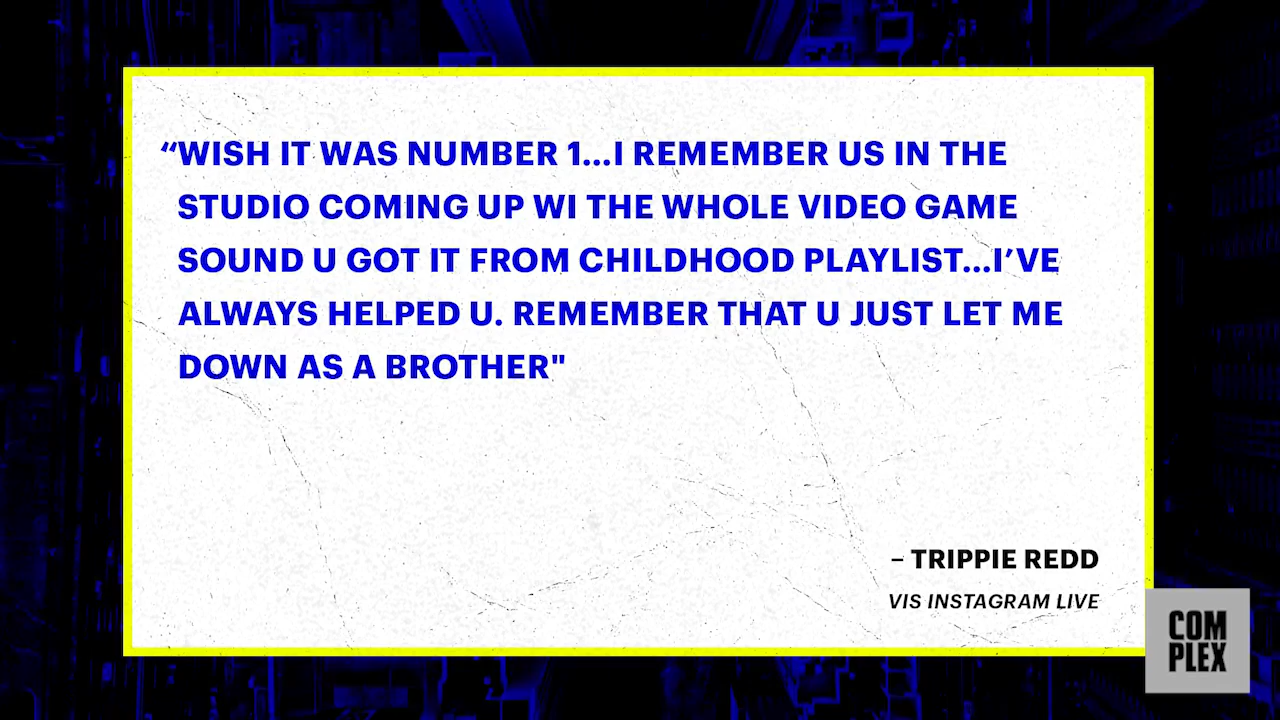 “WISH IT WAS NUMBER 1...I REMEMBER US IN THE
STUDIO COMING UP WI THE WHOLE VIDEO GAME
SOUND U GOT IT FROM CHILDHOOD PLAYLIST...I’VE
ALWAYS HELPED U. REMEMBER THAT U JUST LET ME
DOWN AS A BROTHER"
– TRIPPIE REDD
VIS INSTAGRAM LIVE
COM
PLEX